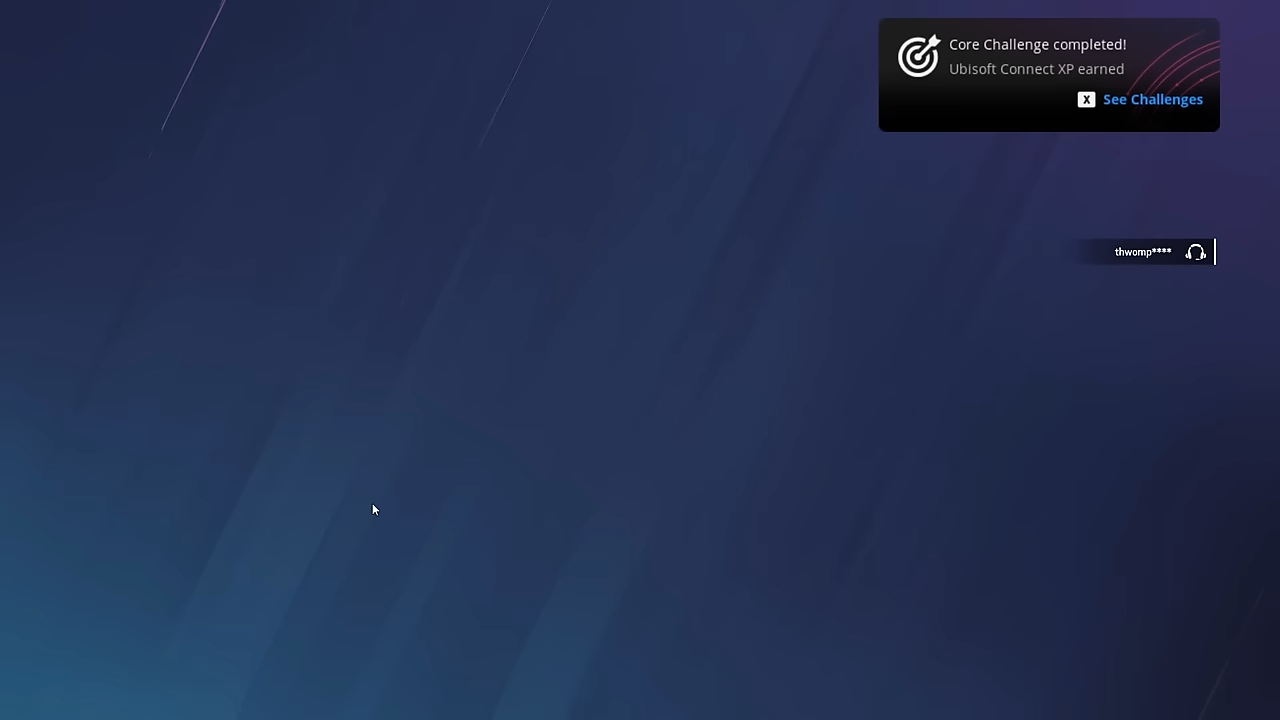 Core Challenge completed!
Ubisoft Connect XP earned
X See Challenges
thwomp****